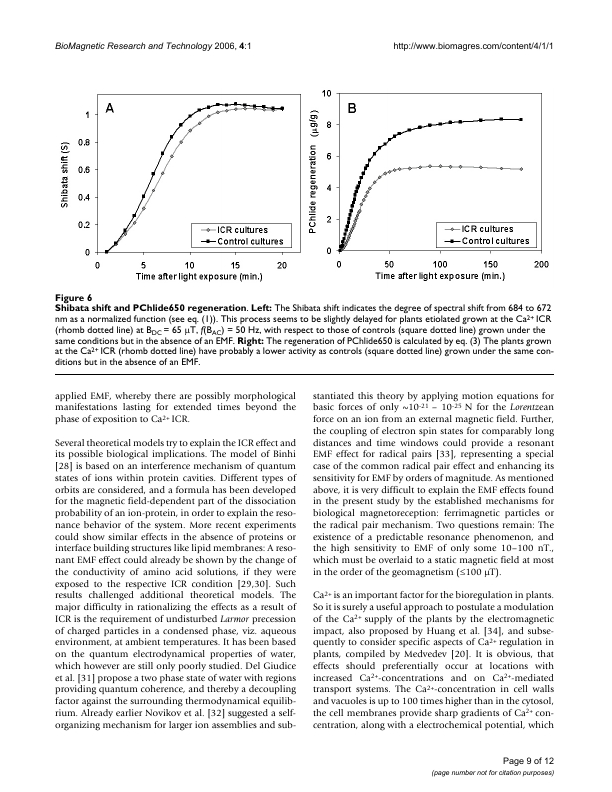 BioMagnetic Research and Technology 2006, 4:1
http://www.biomagres.com/content/4/1/1
A
Shibata shift (S)
1
0.8
0.6
0.4
0.2
0
0 5 10 15 20
Time after light exposure (min.)
ICR cultures
Control cultures
B
PChlide regeneration (µg/g)
10
8
6
4
2
0
0 50 100 150 200
Time after light exposure (min.)
ICR cultures
Control cultures
Figure 6
Shibata shift and PChlide650 regeneration. Left: The Shibata shift indicates the degree of spectral shift from 684 to 672
nm as a normalized function (see eq. (1)). This process seems to be slightly delayed for plants etiolated grown at the Ca²⁺ ICR
(rhomb dotted line) at B_DC = 65 µT, f(B_AC) = 50 Hz, with respect to those of controls (square dotted line) grown under the
same conditions but in the absence of an EMF. Right: The regeneration of PChlide650 is calculated by eq. (3) The plants grown
at the Ca²⁺ ICR (rhomb dotted line) have probably a lower activity as controls (square dotted line) grown under the same con-
ditions but in the absence of an EMF.
applied EMF, whereby there are possibly morphological
manifestations lasting for extended times beyond the
phase of exposition to Ca²⁺ ICR.
Several theoretical models try to explain the ICR effect and
its possible biological implications. The model of Binhi
[28] is based on an interference mechanism of quantum
states of ions within protein cavities. Different types of
orbits are considered, and a formula has been developed
for the magnetic field-dependent part of the dissociation
probability of an ion-protein, in order to explain the reso-
nance behavior of the system. More recent experiments
could show similar effects in the absence of proteins or
interface building structures like lipid membranes: A reso-
nant EMF effect could already be shown by the change of
the conductivity of amino acid solutions, if they were
exposed to the respective ICR condition [29,30]. Such
results challenged additional theoretical models. The
major difficulty in rationalizing the effects as a result of
ICR is the requirement of undisturbed Larmor precession
of charged particles in a condensed phase, viz. aqueous
environment, at ambient temperatures. It has been based
on the quantum electrodynamical properties of water,
which however are still only poorly studied. Del Giudice
et al. [31] propose a two phase state of water with regions
providing quantum coherence, and thereby a decoupling
factor against the surrounding thermodynamical equilib-
rium. Already earlier Novikov et al. [32] suggested a self-
organizing mechanism for larger ion assemblies and sub-
stantiated this theory by applying motion equations for
basic forces of only ~10⁻²¹ – 10⁻²⁵ N for the Lorentzean
force on an ion from an external magnetic field. Further,
the coupling of electron spin states for comparably long
distances and time windows could provide a resonant
EMF effect for radical pairs [33], representing a special
case of the common radical pair effect and enhancing its
sensitivity for EMF by orders of magnitude. As mentioned
above, it is very difficult to explain the EMF effects found
in the present study by the established mechanisms for
biological magnetoreception: ferrimagnetic particles or
the radical pair mechanism. Two questions remain: The
existence of a predictable resonance phenomenon, and
the high sensitivity to EMF of only some 10–100 nT.,
which must be overlaid to a static magnetic field at most
in the order of the geomagnetism (≤100 µT).
Ca²⁺ is an important factor for the bioregulation in plants.
So it is surely a useful approach to postulate a modulation
of the Ca²⁺ supply of the plants by the electromagnetic
impact, also proposed by Huang et al. [34], and subse-
quently to consider specific aspects of Ca²⁺ regulation in
plants, compiled by Medvedev [20]. It is obvious, that
effects should preferentially occur at locations with
increased Ca²⁺-concentrations and on Ca²⁺-mediated
transport systems. The Ca²⁺-concentration in cell walls
and vacuoles is up to 100 times higher than in the cytosol,
the cell membranes provide sharp gradients of Ca²⁺ con-
centration, along with a electrochemical potential, which
Page 9 of 12
(page number not for citation purposes)